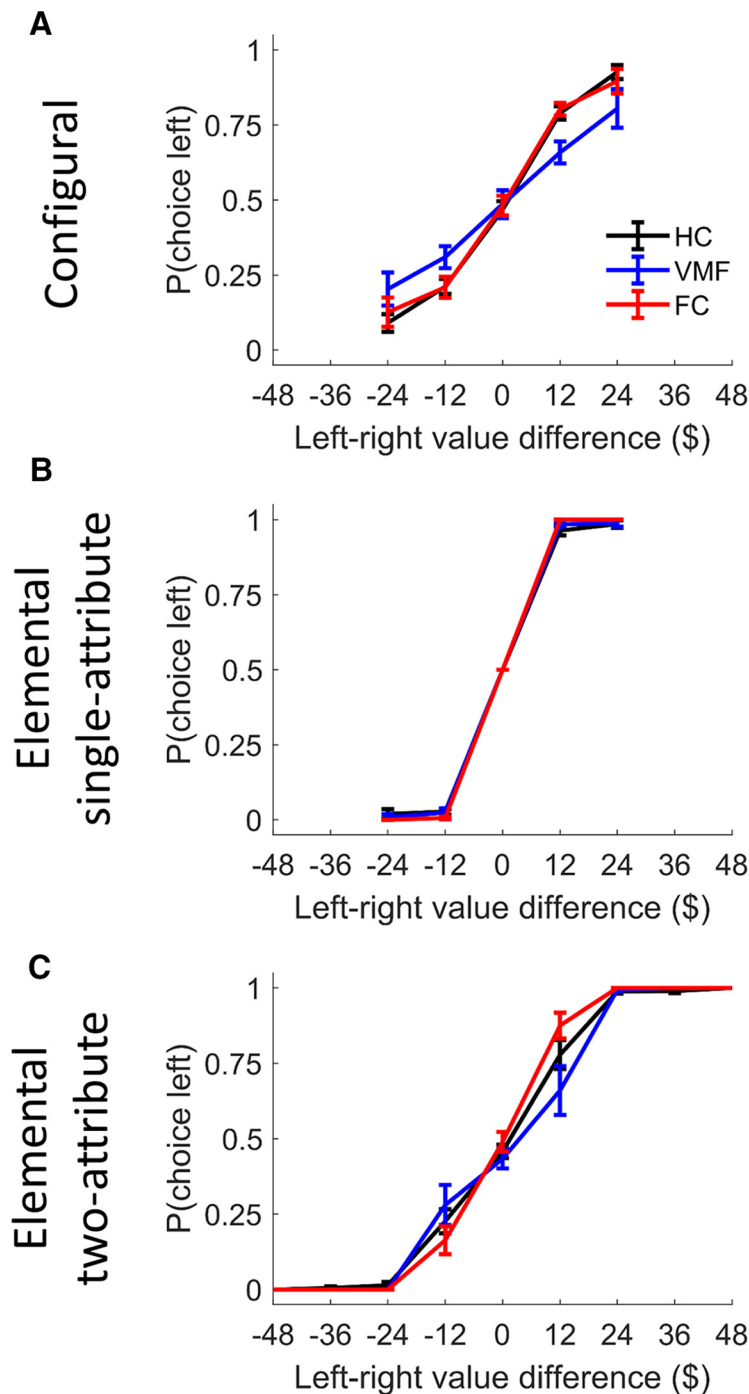 A
Configural
P(choice left)
1
0.75
0.5
0.25
0
HC
VMF
FC
-48 -36 -24 -12 0 12 24 36 48
Left-right value difference ($)
B
Elemental
single-attribute
P(choice left)
1
0.75
0.5
0.25
0
-48 -36 -24 -12 0 12 24 36 48
Left-right value difference ($)
C
Elemental
two-attribute
P(choice left)
1
0.75
0.5
0.25
0
-48 -36 -24 -12 0 12 24 36 48
Left-right value difference ($)